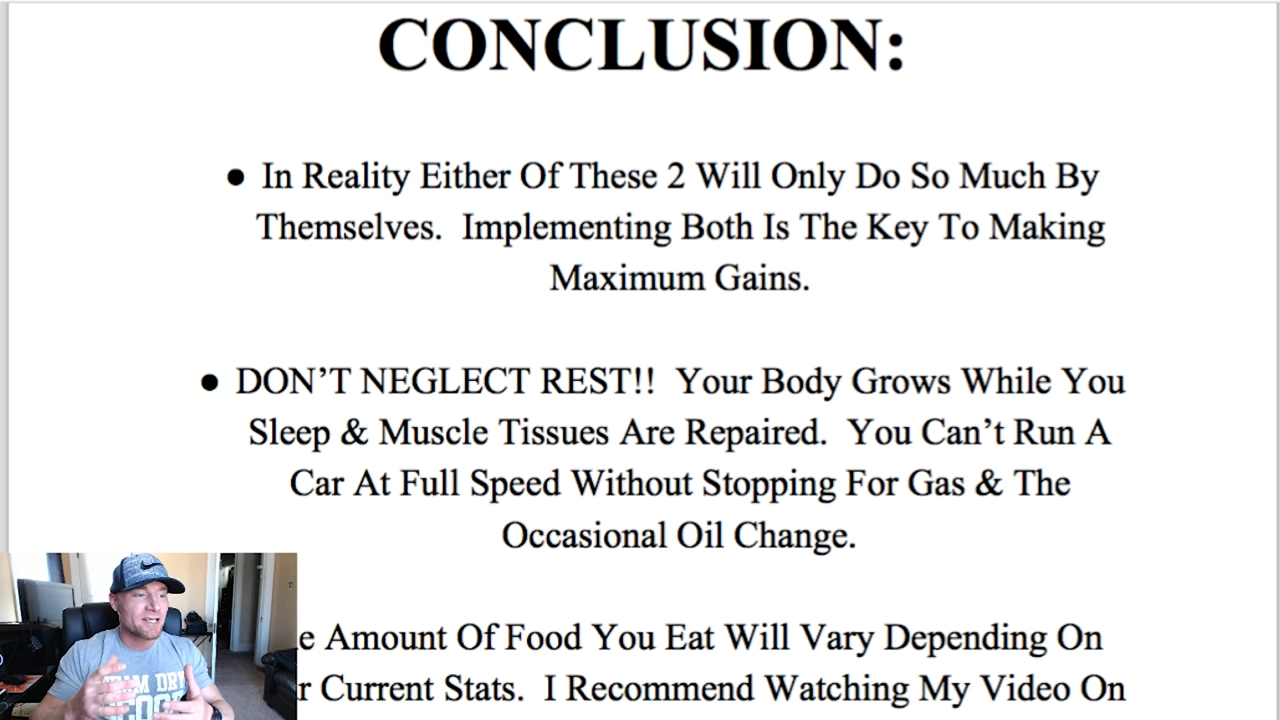 CONCLUSION:
● In Reality Either Of These 2 Will Only Do So Much By
Themselves. Implementing Both Is The Key To Making
Maximum Gains.
● DON’T NEGLECT REST!! Your Body Grows While You
Sleep & Muscle Tissues Are Repaired. You Can’t Run A
Car At Full Speed Without Stopping For Gas & The
Occasional Oil Change.
Amount Of Food You Eat Will Vary Depending On
Current Stats. I Recommend Watching My Video On
TEAM